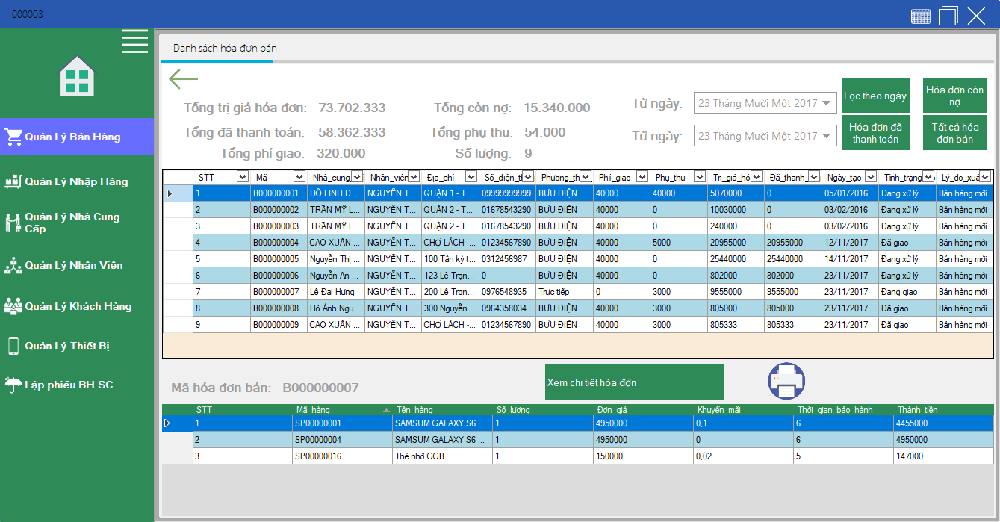 000003
Danh sách hóa đơn bán
Quản Lý Bán Hàng
Quản Lý Nhập Hàng
Quản Lý Nhà Cung
Cấp
Quản Lý Nhân Viên
Quản Lý Khách Hàng
Quản Lý Thiết Bị
Lập phiếu BH-SC
Tổng trị giá hóa đơn: 73.702.333 Tổng còn nợ: 15.340.000
Tổng đã thanh toán: 58.362.333 Tổng phụ thu: 54.000
Tổng phí giao: 320.000 Số lượng: 9
Từ ngày: 23 Tháng Mười Một 2017
Từ ngày: 23 Tháng Mười Một 2017
Lọc theo ngày
Hóa đơn còn
nợ
Hóa đơn đã
thanh toán
Tất cả hóa
đơn bán
STT Mã Nhà_cung Nhân_viên Địa_chỉ Số_điện_tl Phương_th Phí_giao Phụ_thu Trị_giá_hó Đã_thanh_ Ngày_tạo Tình_trạng Lý_do_xuấ
1 B000000001 ĐỖ LINH Đ... NGUYỄN T... QUẬN 1 - T... 09999999999 BƯU ĐIỆN 40000 40000 5070000 0 05/01/2016 Đang xử lý Bán hàng mới
2 B000000002 TRẦN MỸ L... NGUYỄN T... QUẬN 2 - T... 01678543290 BƯU ĐIỆN 40000 0 10030000 0 03/02/2016 Đang xử lý Bán hàng mới
3 B000000003 TRẦN MỸ L... NGUYỄN T... QUẬN 2 - T... 01678543290 BƯU ĐIỆN 40000 0 240000 0 03/02/2016 Đang xử lý Bán hàng mới
4 B000000004 CAO XUÂN ... NGUYỄN T... CHỢ LÁCH -... 01234567890 BƯU ĐIỆN 40000 5000 20955000 20955000 12/11/2017 Đã giao Bán hàng mới
5 B000000005 Nguyễn Thị ... NGUYỄN T... 100 Tân kỳ t... 0312456987 BƯU ĐIỆN 40000 0 25440000 25440000 14/11/2017 Đang xử lý Bán hàng mới
6 B000000006 Nguyễn An ... NGUYỄN T... 123 Lê Trọn... 0 BƯU ĐIỆN 40000 0 802000 802000 23/11/2017 Đang xử lý Bán hàng mới
7 B000000007 Lê Đại Hưng NGUYỄN T... 200 Lê Trọn... 0976548935 Trực tiếp 0 3000 9555000 9555000 23/11/2017 Đang giao Bán hàng mới
8 B000000008 Hồ Ánh Ngu... NGUYỄN T... 300 Nguyễn... 0964358034 BƯU ĐIỆN 40000 3000 805000 805000 23/11/2017 Đã giao Bán hàng mới
9 B000000009 CAO XUÂN ... NGUYỄN T... CHỢ LÁCH -... 01234567890 BƯU ĐIỆN 40000 3000 805333 805333 23/11/2017 Đã giao Bán hàng mới
Mã hóa đơn bán: B000000007
Xem chi tiết hóa đơn
STT Mã_hàng Tên_hàng Số_lượng Đơn_giá Khuyến_mãi Thời_gian_bảo_hành Thành_tiền
1 SP00000001 SAMSUM GALAXY S6 ... 1 4950000 0,1 6 4455000
2 SP00000004 SAMSUM GALAXY S6 ... 1 4950000 0 6 4950000
3 SP00000016 Thẻ nhớ GGB 1 150000 0,02 5 147000